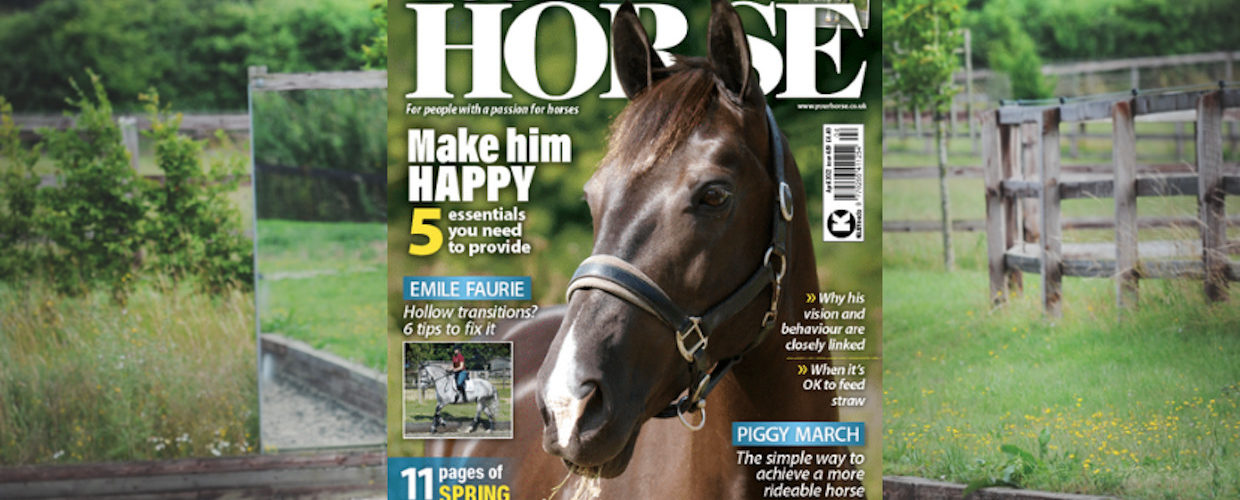 HORSE
For people with a passion for horses
www.yourhorse.co.uk
Make him
HAPPY
5 essentials
you need
to provide
EMILE FAURIE
Hollow transitions?
6 tips to fix it
» Why his
vision and
behaviour are
closely linked
» When it's
OK to feed
straw
PIGGY MARCH
The simple way to
achieve a more
rideable horse
11 pages of
SPRING